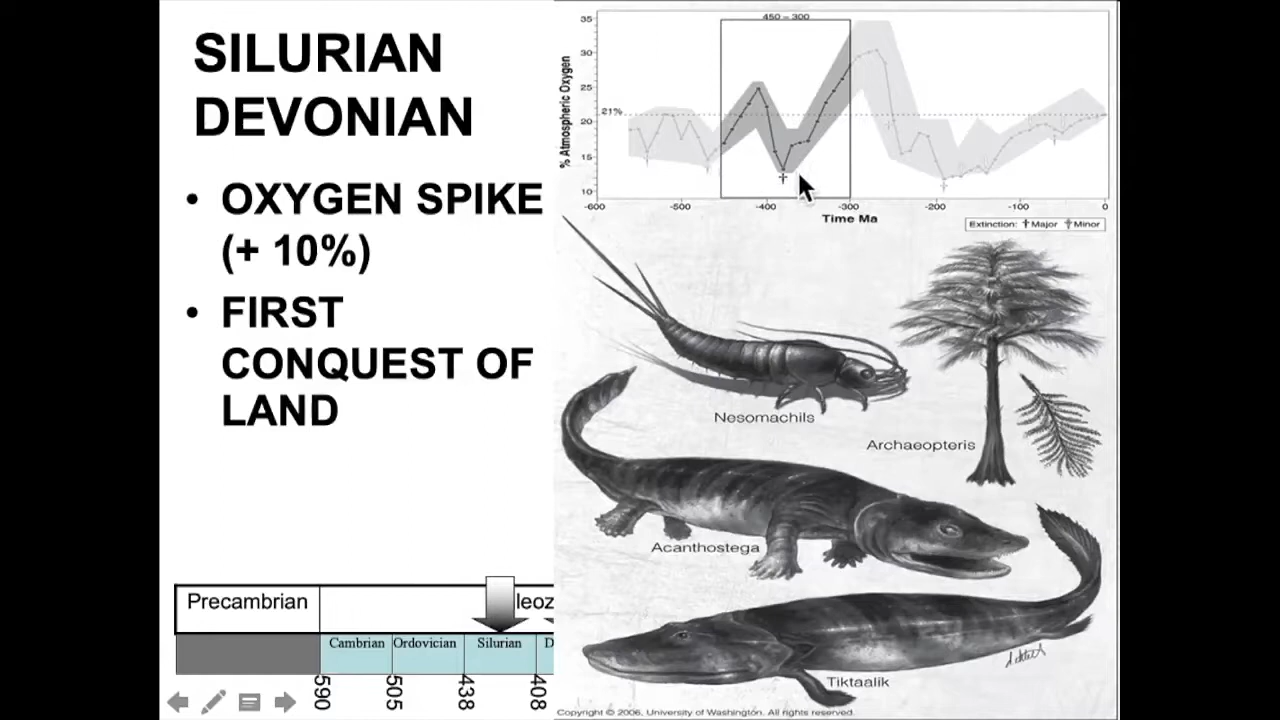 SILURIAN
DEVONIAN
• OXYGEN SPIKE
(+ 10%)
• FIRST
CONQUEST OF
LAND
Precambrian
leoz
Cambrian
Ordovician
Silurian
D
590
505
438
408
450 – 300
% Atmospheric Oxygen
35
30
25
21%
20
15
10
-600
-500
-400
-300
-200
-100
0
Time Ma
Extinction: †Major †Minor
Nesomachils
Archaeopteris
Acanthostega
Tiktaalik
Copyright © 2006, University of Washington. All rights reserved.